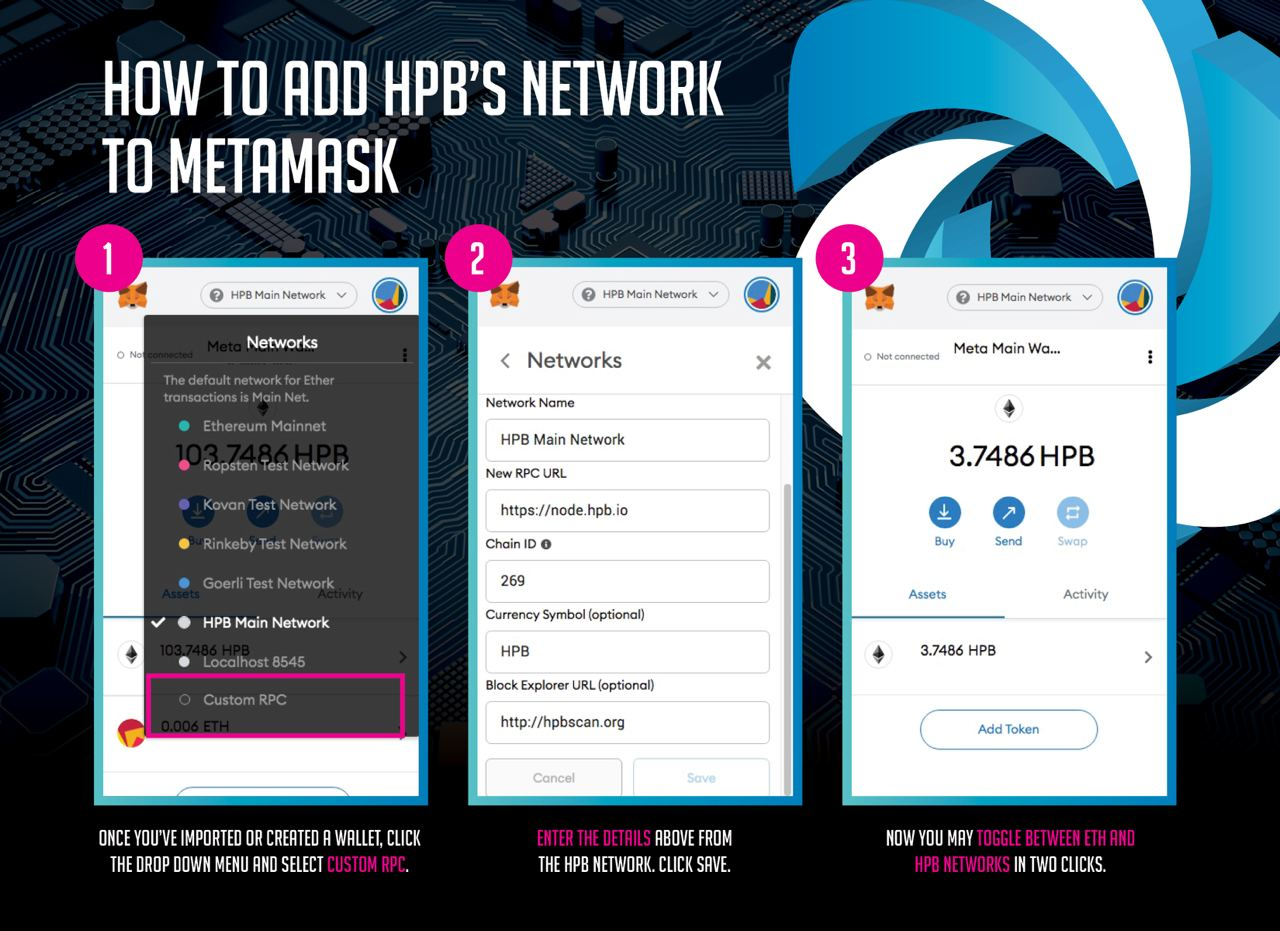 HOW TO ADD HPB'S NETWORK
TO METAMASK
1
HPB Main Network
Networks
Not connected
Meta Main Wa...
The default network for Ether
transactions is Main Net.
Ethereum Mainnet
103.7486 HPB
Ropsten Test Network
Kovan Test Network
Buy
Rinkeby Test Network
Goerli Test Network
Assets
Activity
HPB Main Network
103.7486 HPB
Localhost 8545
Custom RPC
0.006 ETH
ONCE YOU'VE IMPORTED OR CREATED A WALLET, CLICK
THE DROP DOWN MENU AND SELECT CUSTOM RPC.
2
HPB Main Network
Networks
Network Name
HPB Main Network
New RPC URL
https://node.hpb.io
Chain ID
269
Currency Symbol (optional)
HPB
Block Explorer URL (optional)
http://hpbscan.org
Cancel
Save
ENTER THE DETAILS ABOVE FROM
THE HPB NETWORK. CLICK SAVE.
3
HPB Main Network
Not connected
Meta Main Wa...
3.7486 HPB
Buy
Send
Swap
Assets
Activity
3.7486 HPB
Add Token
NOW YOU MAY TOGGLE BETWEEN ETH AND
HPB NETWORKS IN TWO CLICKS.